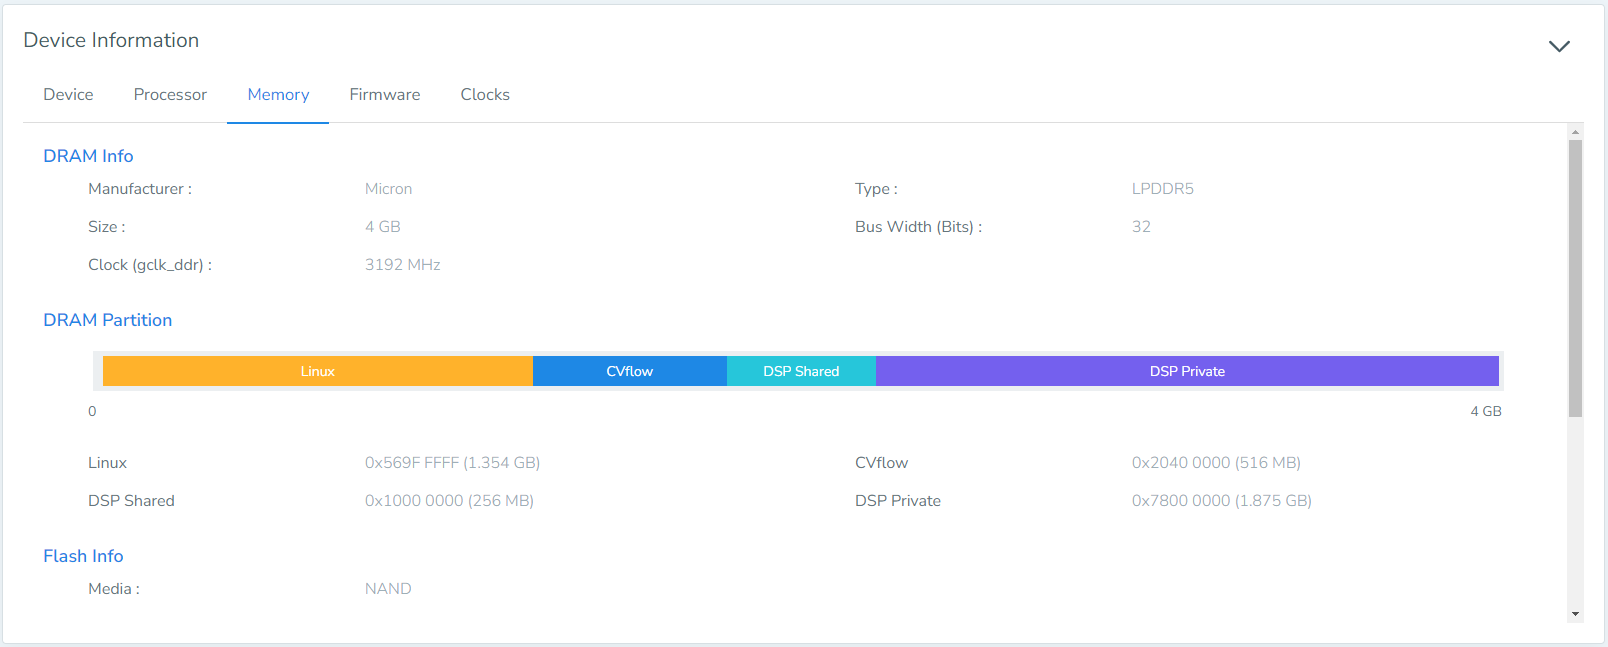 Device Information
Device Processor Memory Firmware Clocks
DRAM Info
Manufacturer : Micron Type : LPDDR5
Size : 4 GB Bus Width (Bits) : 32
Clock (gclk_ddr) : 3192 MHz
DRAM Partition
Linux CVflow DSP Shared DSP Private
0 4 GB
Linux 0x569F FFFF (1.354 GB) CVflow 0x2040 0000 (516 MB)
DSP Shared 0x1000 0000 (256 MB) DSP Private 0x7800 0000 (1.875 GB)
Flash Info
Media : NAND